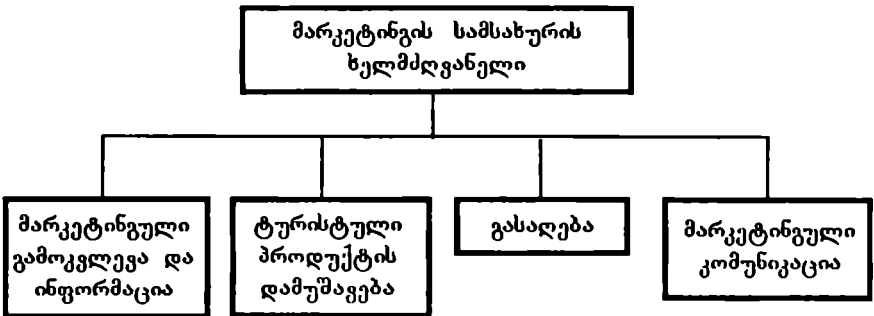 მარკეტინგის სამსახურის
ხელმძღვანელი
მარკეტინგული
გამოკვლევა და
ინფორმაცია
ტურისტული
პროდუქტის
დამუშავება
გასაღება
მარკეტინგული
კომუნიკაცია